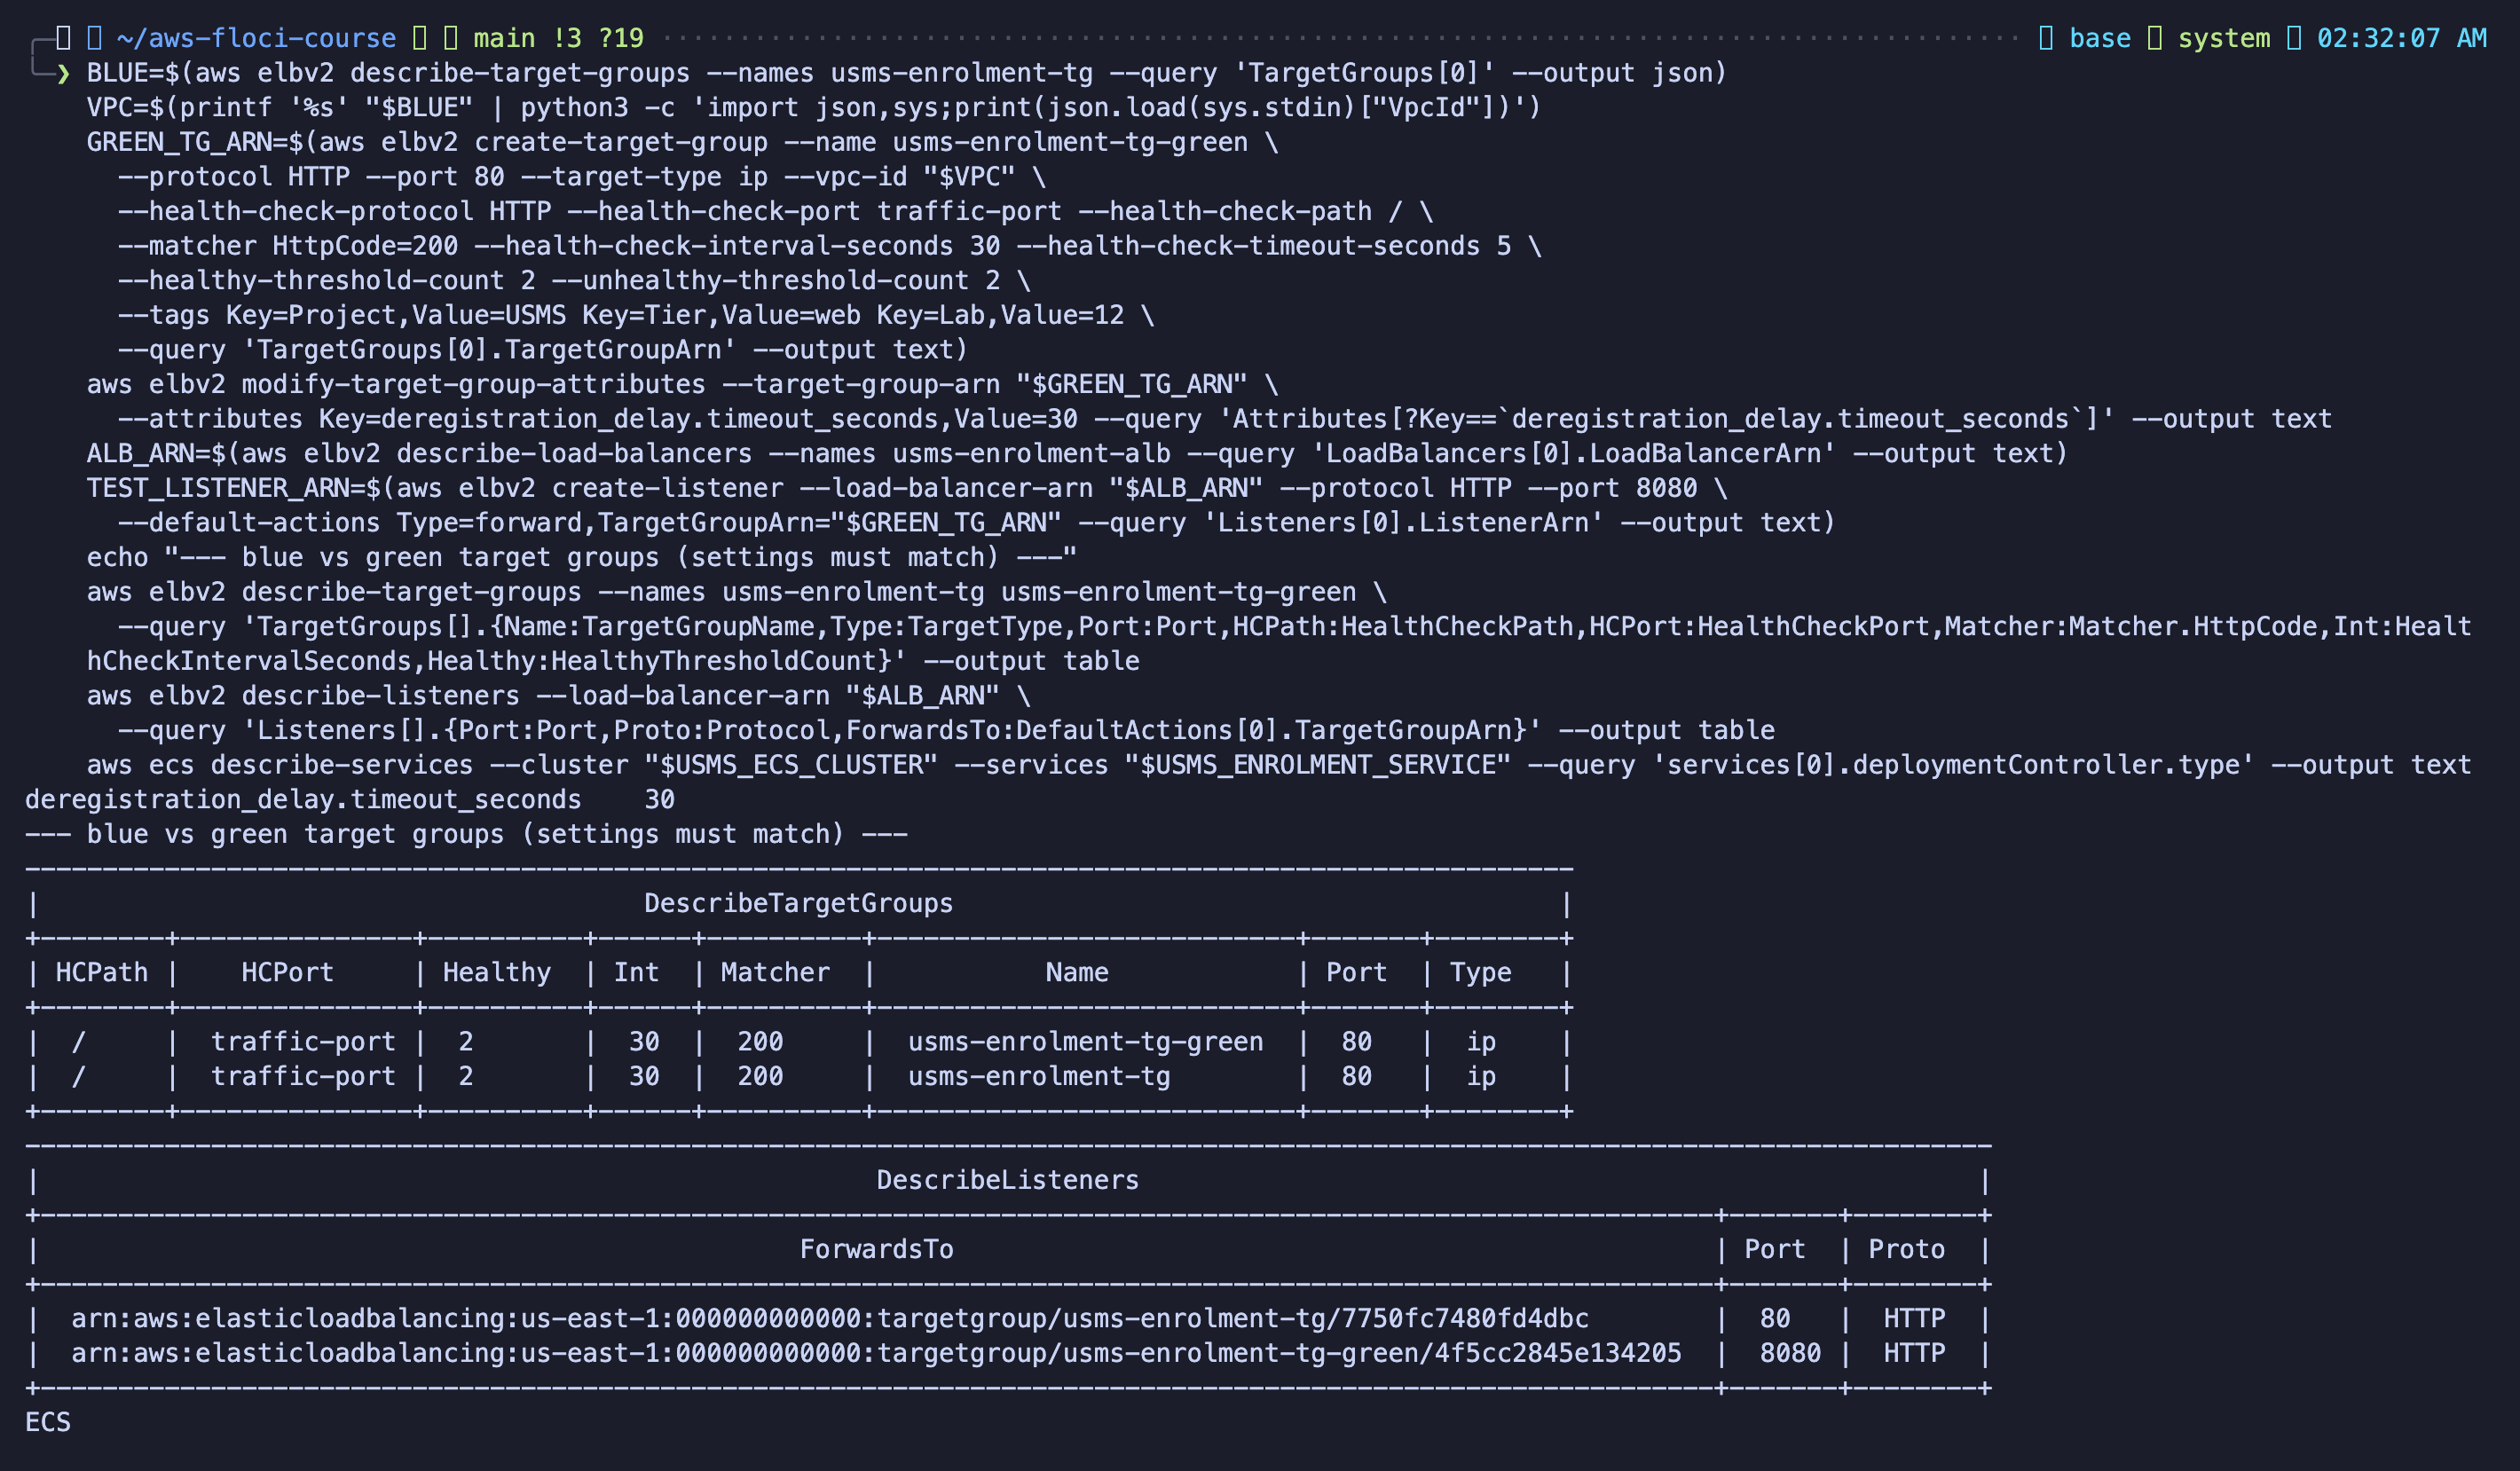 ~/aws-floci-course main !3 ?19 base system 02:32:07 AM
❯ BLUE=$(aws elbv2 describe-target-groups --names usms-enrolment-tg --query 'TargetGroups[0]' --output json)
VPC=$(printf '%s' "$BLUE" | python3 -c 'import json,sys;print(json.load(sys.stdin)["VpcId"])')
GREEN_TG_ARN=$(aws elbv2 create-target-group --name usms-enrolment-tg-green \
--protocol HTTP --port 80 --target-type ip --vpc-id "$VPC" \
--health-check-protocol HTTP --health-check-port traffic-port --health-check-path / \
--matcher HttpCode=200 --health-check-interval-seconds 30 --health-check-timeout-seconds 5 \
--healthy-threshold-count 2 --unhealthy-threshold-count 2 \
--tags Key=Project,Value=USMS Key=Tier,Value=web Key=Lab,Value=12 \
--query 'TargetGroups[0].TargetGroupArn' --output text)
aws elbv2 modify-target-group-attributes --target-group-arn "$GREEN_TG_ARN" \
--attributes Key=deregistration_delay.timeout_seconds,Value=30 --query 'Attributes[?Key==`deregistration_delay.timeout_seconds`]' --output text
ALB_ARN=$(aws elbv2 describe-load-balancers --names usms-enrolment-alb --query 'LoadBalancers[0].LoadBalancerArn' --output text)
TEST_LISTENER_ARN=$(aws elbv2 create-listener --load-balancer-arn "$ALB_ARN" --protocol HTTP --port 8080 \
--default-actions Type=forward,TargetGroupArn="$GREEN_TG_ARN" --query 'Listeners[0].ListenerArn' --output text)
echo "--- blue vs green target groups (settings must match) ---"
aws elbv2 describe-target-groups --names usms-enrolment-tg usms-enrolment-tg-green \
--query 'TargetGroups[].{Name:TargetGroupName,Type:TargetType,Port:Port,HCPath:HealthCheckPath,HCPort:HealthCheckPort,Matcher:Matcher.HttpCode,Int:Healt
hCheckIntervalSeconds,Healthy:HealthyThresholdCount}' --output table
aws elbv2 describe-listeners --load-balancer-arn "$ALB_ARN" \
--query 'Listeners[].{Port:Port,Proto:Protocol,ForwardsTo:DefaultActions[0].TargetGroupArn}' --output table
aws ecs describe-services --cluster "$USMS_ECS_CLUSTER" --services "$USMS_ENROLMENT_SERVICE" --query 'services[0].deploymentController.type' --output text
deregistration_delay.timeout_seconds 30
--- blue vs green target groups (settings must match) ---
| DescribeTargetGroups |
| HCPath | HCPort | Healthy | Int | Matcher | Name | Port | Type |
| / | traffic-port | 2 | 30 | 200 | usms-enrolment-tg-green | 80 | ip |
| / | traffic-port | 2 | 30 | 200 | usms-enrolment-tg | 80 | ip |
| DescribeListeners |
| ForwardsTo | Port | Proto |
| arn:aws:elasticloadbalancing:us-east-1:000000000000:targetgroup/usms-enrolment-tg/7750fc7480fd4dbc | 80 | HTTP |
| arn:aws:elasticloadbalancing:us-east-1:000000000000:targetgroup/usms-enrolment-tg-green/4f5cc2845e134205 | 8080 | HTTP |
ECS